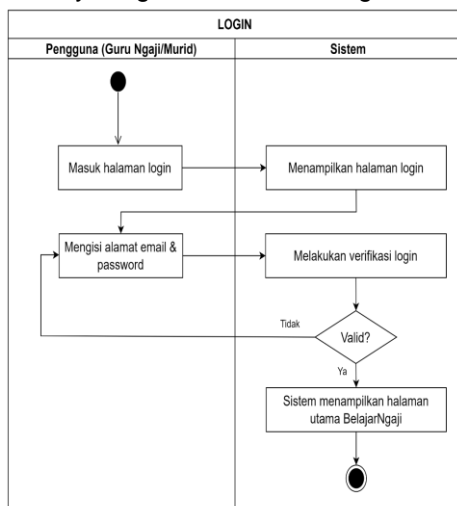 LOGIN
Pengguna (Guru Ngaji/Murid)
Sistem
Masuk halaman login
Menampilkan halaman login
Mengisi alamat email &
password
Melakukan verifikasi login
Tidak
Valid?
Ya
Sistem menampilkan halaman
utama BelajarNgaji